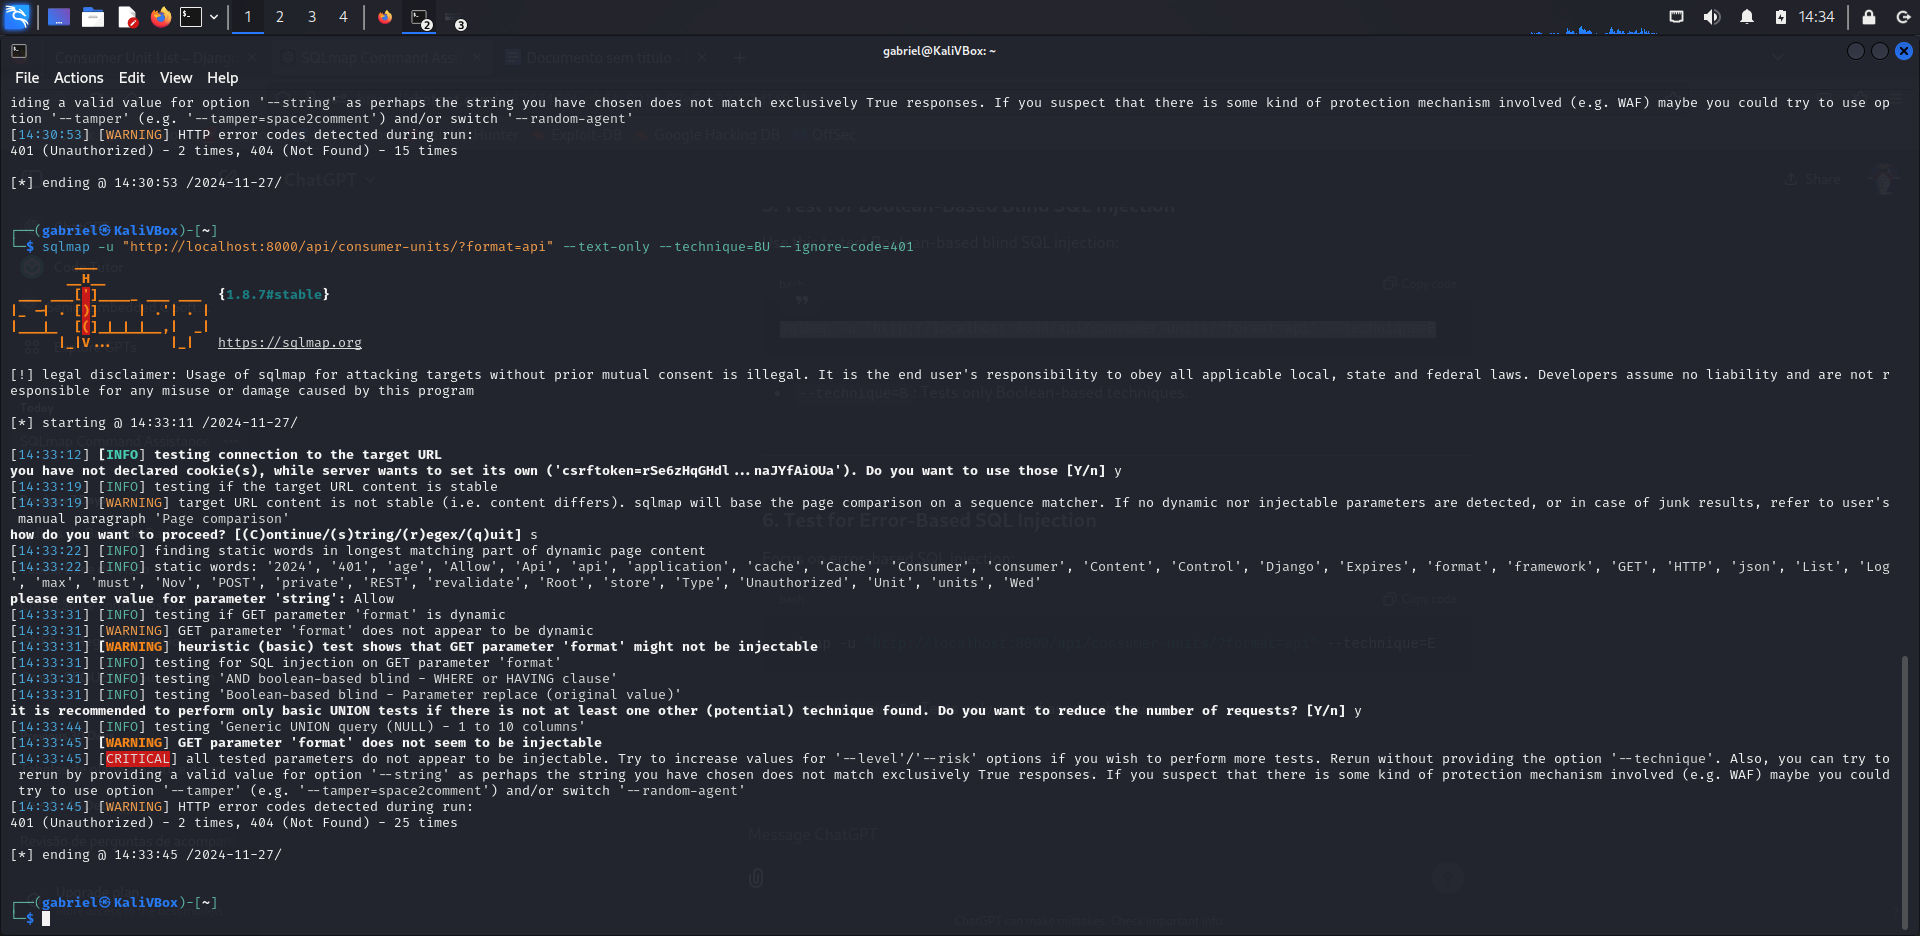 14:34
1 2 3 4
2
3
gabriel@KaliVBox: ~
File Actions Edit View Help
iding a valid value for option '--string' as perhaps the string you have chosen does not match exclusively True responses. If you suspect that there is some kind of protection mechanism involved (e.g. WAF) maybe you could try to use op
tion '--tamper' (e.g. '--tamper=space2comment') and/or switch '--random-agent'
[14:30:53] [WARNING] HTTP error codes detected during run:
401 (Unauthorized) - 2 times, 404 (Not Found) - 15 times
[*] ending @ 14:30:53 /2024-11-27/
(gabriel㉿KaliVBox)-[~]
$ sqlmap -u "http://localhost:8000/api/consumer-units/?format=api" --text-only --technique=BU --ignore-code=401
{1.8.7#stable}
https://sqlmap.org
[!] legal disclaimer: Usage of sqlmap for attacking targets without prior mutual consent is illegal. It is the end user's responsibility to obey all applicable local, state and federal laws. Developers assume no liability and are not r
esponsible for any misuse or damage caused by this program
[*] starting @ 14:33:11 /2024-11-27/
[14:33:12] [INFO] testing connection to the target URL
you have not declared cookie(s), while server wants to set its own ('csrftoken=rSe6zHqGHdl...naJYfAiOUa'). Do you want to use those [Y/n] y
[14:33:19] [INFO] testing if the target URL content is stable
[14:33:19] [WARNING] target URL content is not stable (i.e. content differs). sqlmap will base the page comparison on a sequence matcher. If no dynamic nor injectable parameters are detected, or in case of junk results, refer to user's
manual paragraph 'Page comparison'
how do you want to proceed? [(C)ontinue/(s)tring/(r)egex/(q)uit] s
[14:33:22] [INFO] finding static words in longest matching part of dynamic page content
[14:33:22] [INFO] static words: '2024', '401', 'age', 'Allow', 'Api', 'api', 'application', 'cache', 'Cache', 'Consumer', 'consumer', 'Content', 'Control', 'Django', 'Expires', 'format', 'framework', 'GET', 'HTTP', 'json', 'List', 'Log
', 'max', 'must', 'Nov', 'POST', 'private', 'REST', 'revalidate', 'Root', 'store', 'Type', 'Unauthorized', 'Unit', 'units', 'Wed'
please enter value for parameter 'string': Allow
[14:33:31] [INFO] testing if GET parameter 'format' is dynamic
[14:33:31] [WARNING] GET parameter 'format' does not appear to be dynamic
[14:33:31] [WARNING] heuristic (basic) test shows that GET parameter 'format' might not be injectable
[14:33:31] [INFO] testing for SQL injection on GET parameter 'format'
[14:33:31] [INFO] testing 'AND boolean-based blind - WHERE or HAVING clause'
[14:33:31] [INFO] testing 'Boolean-based blind - Parameter replace (original value)'
it is recommended to perform only basic UNION tests if there is not at least one other (potential) technique found. Do you want to reduce the number of requests? [Y/n] y
[14:33:44] [INFO] testing 'Generic UNION query (NULL) - 1 to 10 columns'
[14:33:45] [WARNING] GET parameter 'format' does not seem to be injectable
[14:33:45] [CRITICAL] all tested parameters do not appear to be injectable. Try to increase values for '--level'/'--risk' options if you wish to perform more tests. Rerun without providing the option '--technique'. Also, you can try to
rerun by providing a valid value for option '--string' as perhaps the string you have chosen does not match exclusively True responses. If you suspect that there is some kind of protection mechanism involved (e.g. WAF) maybe you could
try to use option '--tamper' (e.g. '--tamper=space2comment') and/or switch '--random-agent'
[14:33:45] [WARNING] HTTP error codes detected during run:
401 (Unauthorized) - 2 times, 404 (Not Found) - 25 times
[*] ending @ 14:33:45 /2024-11-27/
(gabriel㉿KaliVBox)-[~]
$